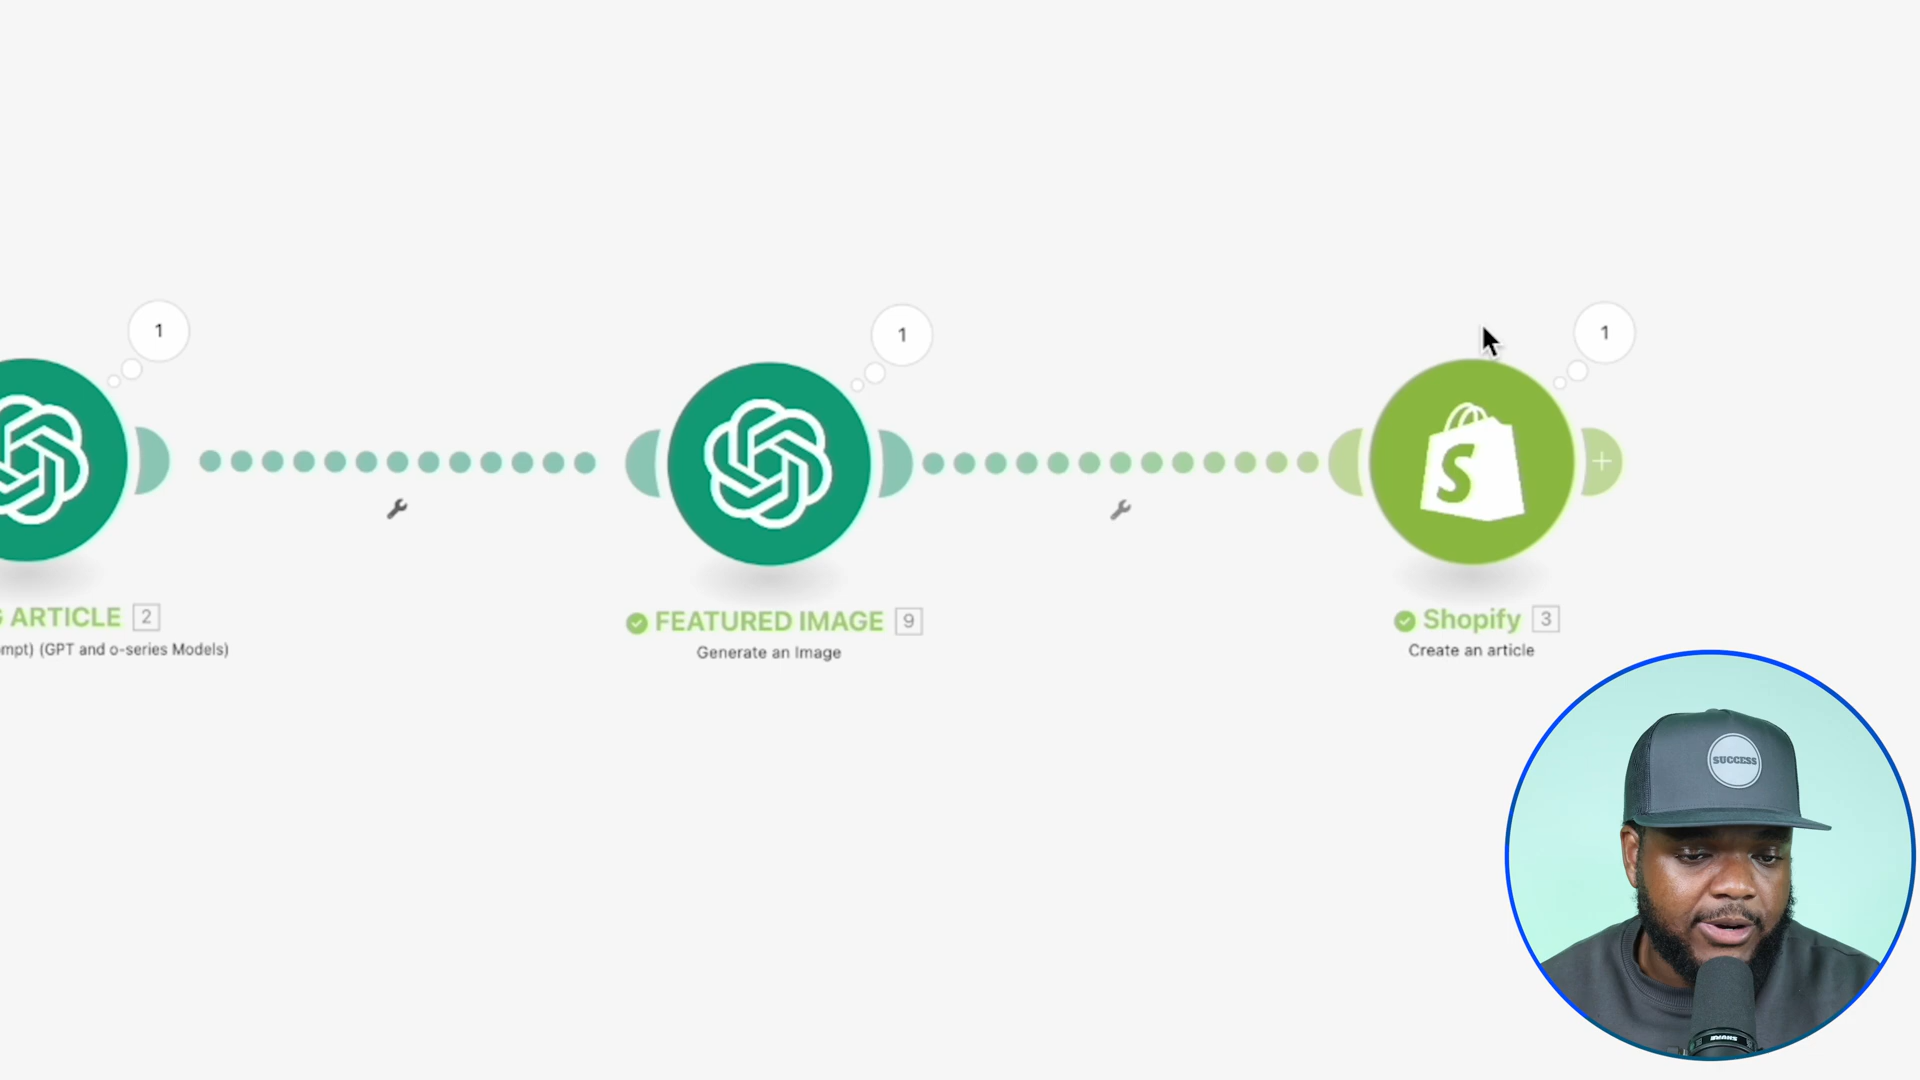 1
1
1
G ARTICLE 2
mpt) (GPT and o-series Models)
FEATURED IMAGE 9
Generate an Image
Shopify 3
Create an article
SUCCESS